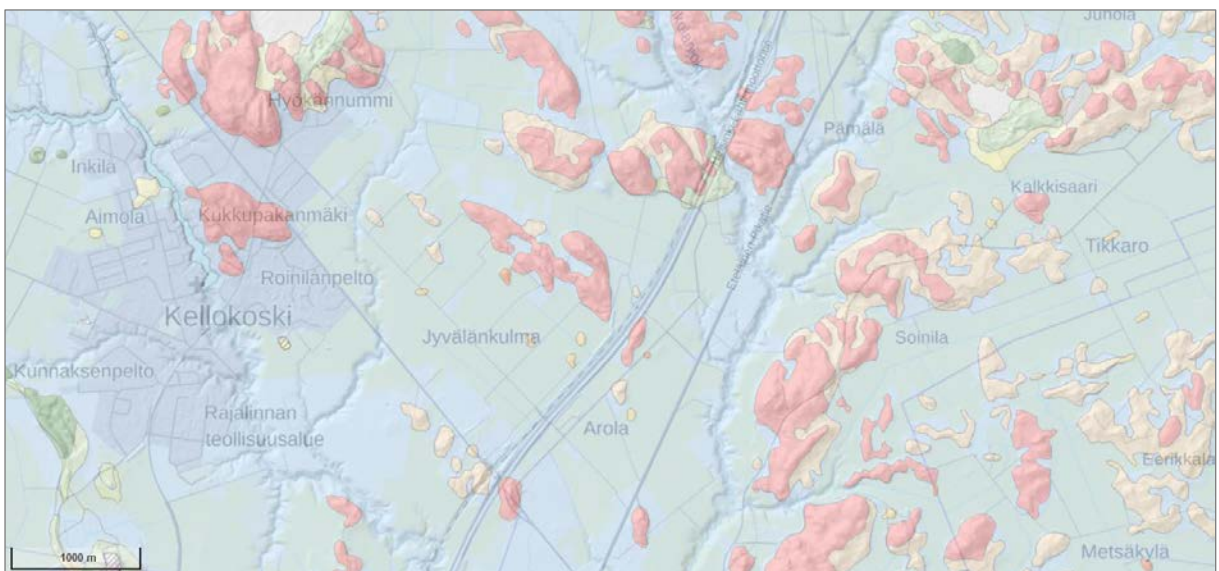 Junola
Hyökännummi
Pämälä
Inkilä
Kalkkisaari
Aimola
Kukkupakanmäki
Tikkaro
Roinilanpelto
Kellokoski
Jyvälänkulma
Soinila
Kunnaksenpelto
Rajalinnan
teollisuusalue
Arola
Eerikkala
Metsäkylä
1000 m